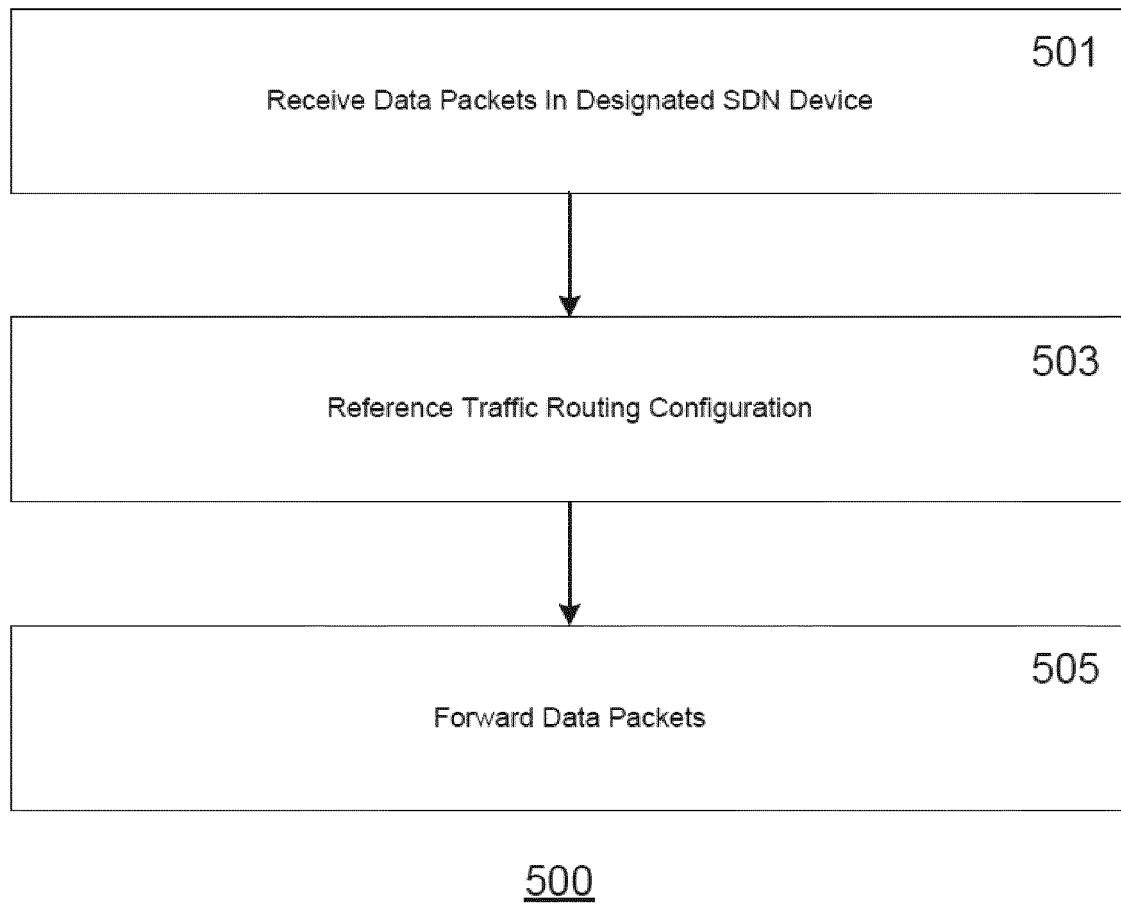 501
Receive Data Packets In Designated SDN Device
503
Reference Traffic Routing Configuration
505
Forward Data Packets
500